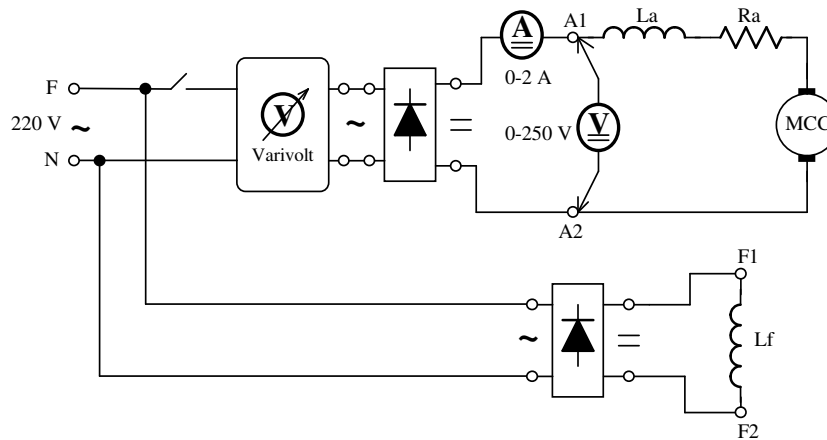 A
A1
La
Ra
0-2 A
F
220 V ~
N
V
Varivolt
~
=
0-250 V
V
MCC
A2
F1
~
=
Lf
F2